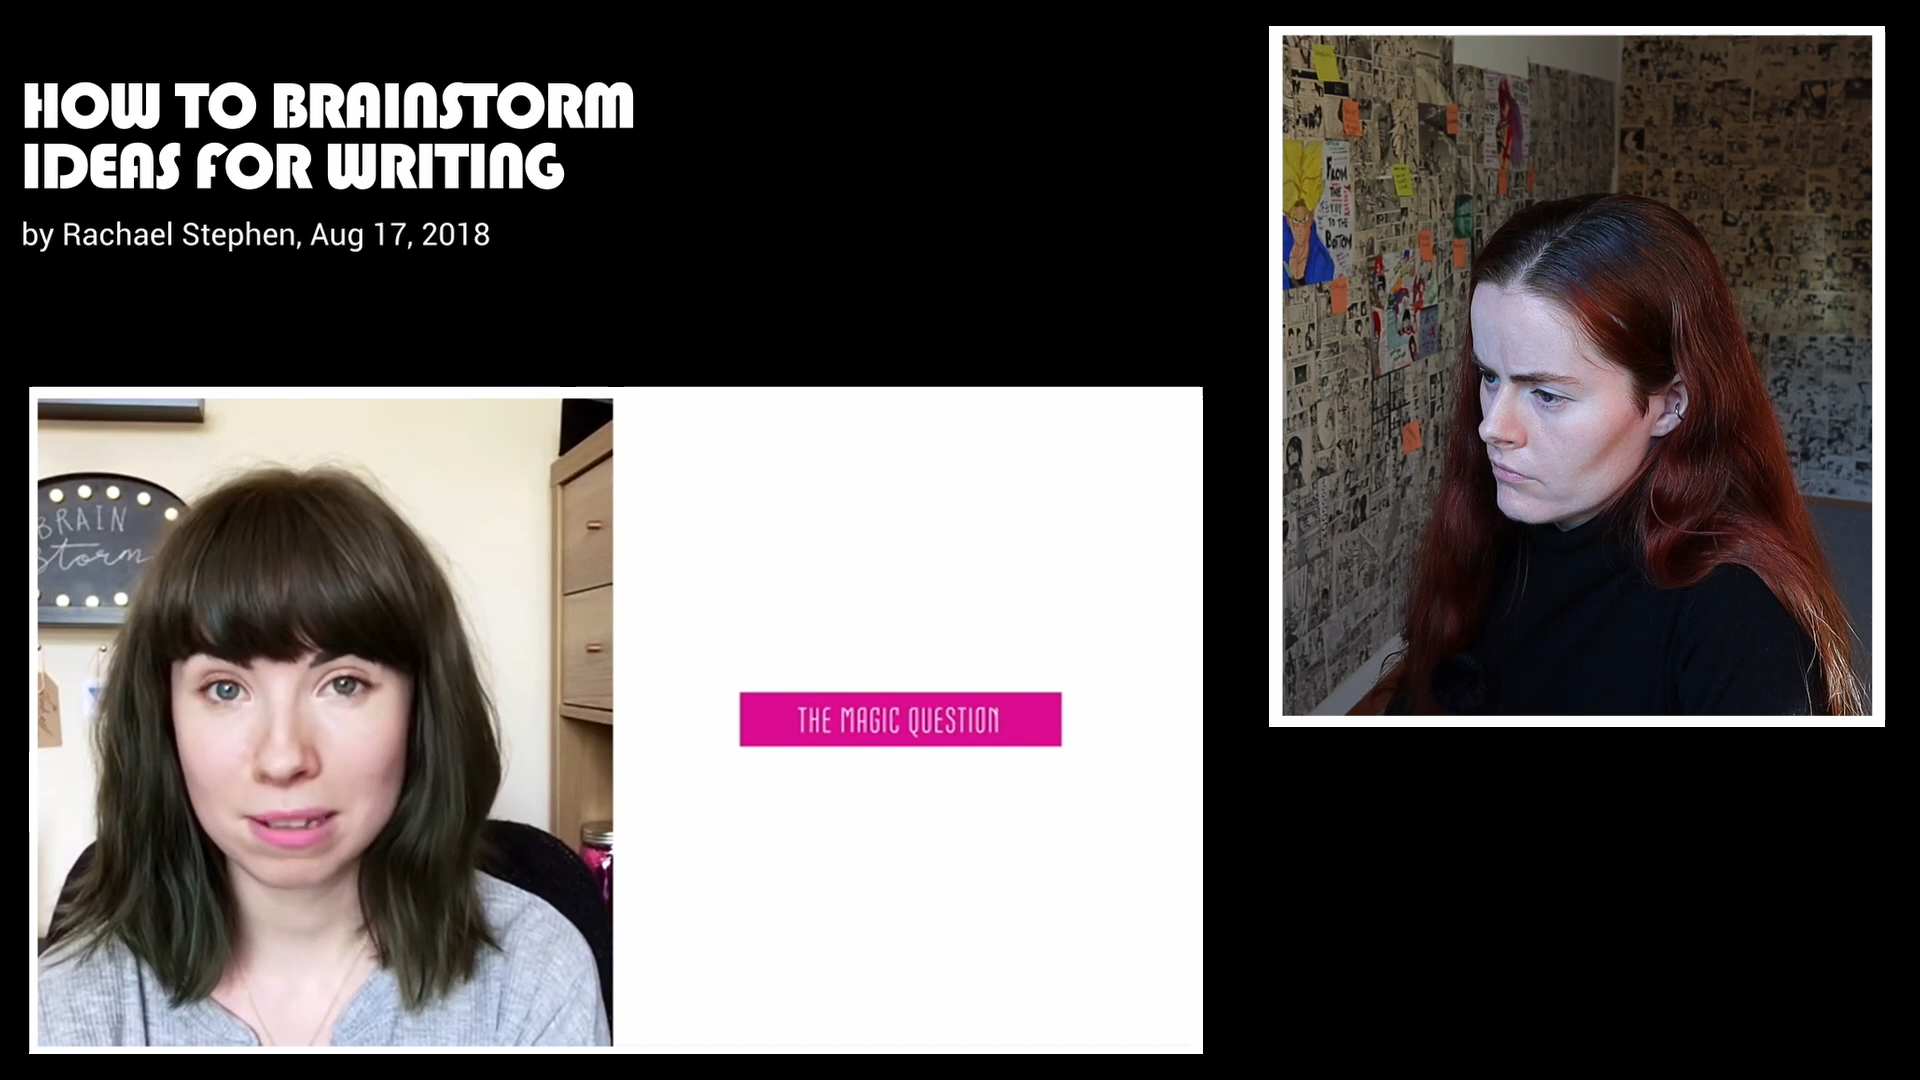 HOW TO BRAINSTORM
IDEAS FOR WRITING
by Rachael Stephen, Aug 17, 2018
BRAIN
storm
THE MAGIC QUESTION
FROM
THE
TO THE
BOTTOM